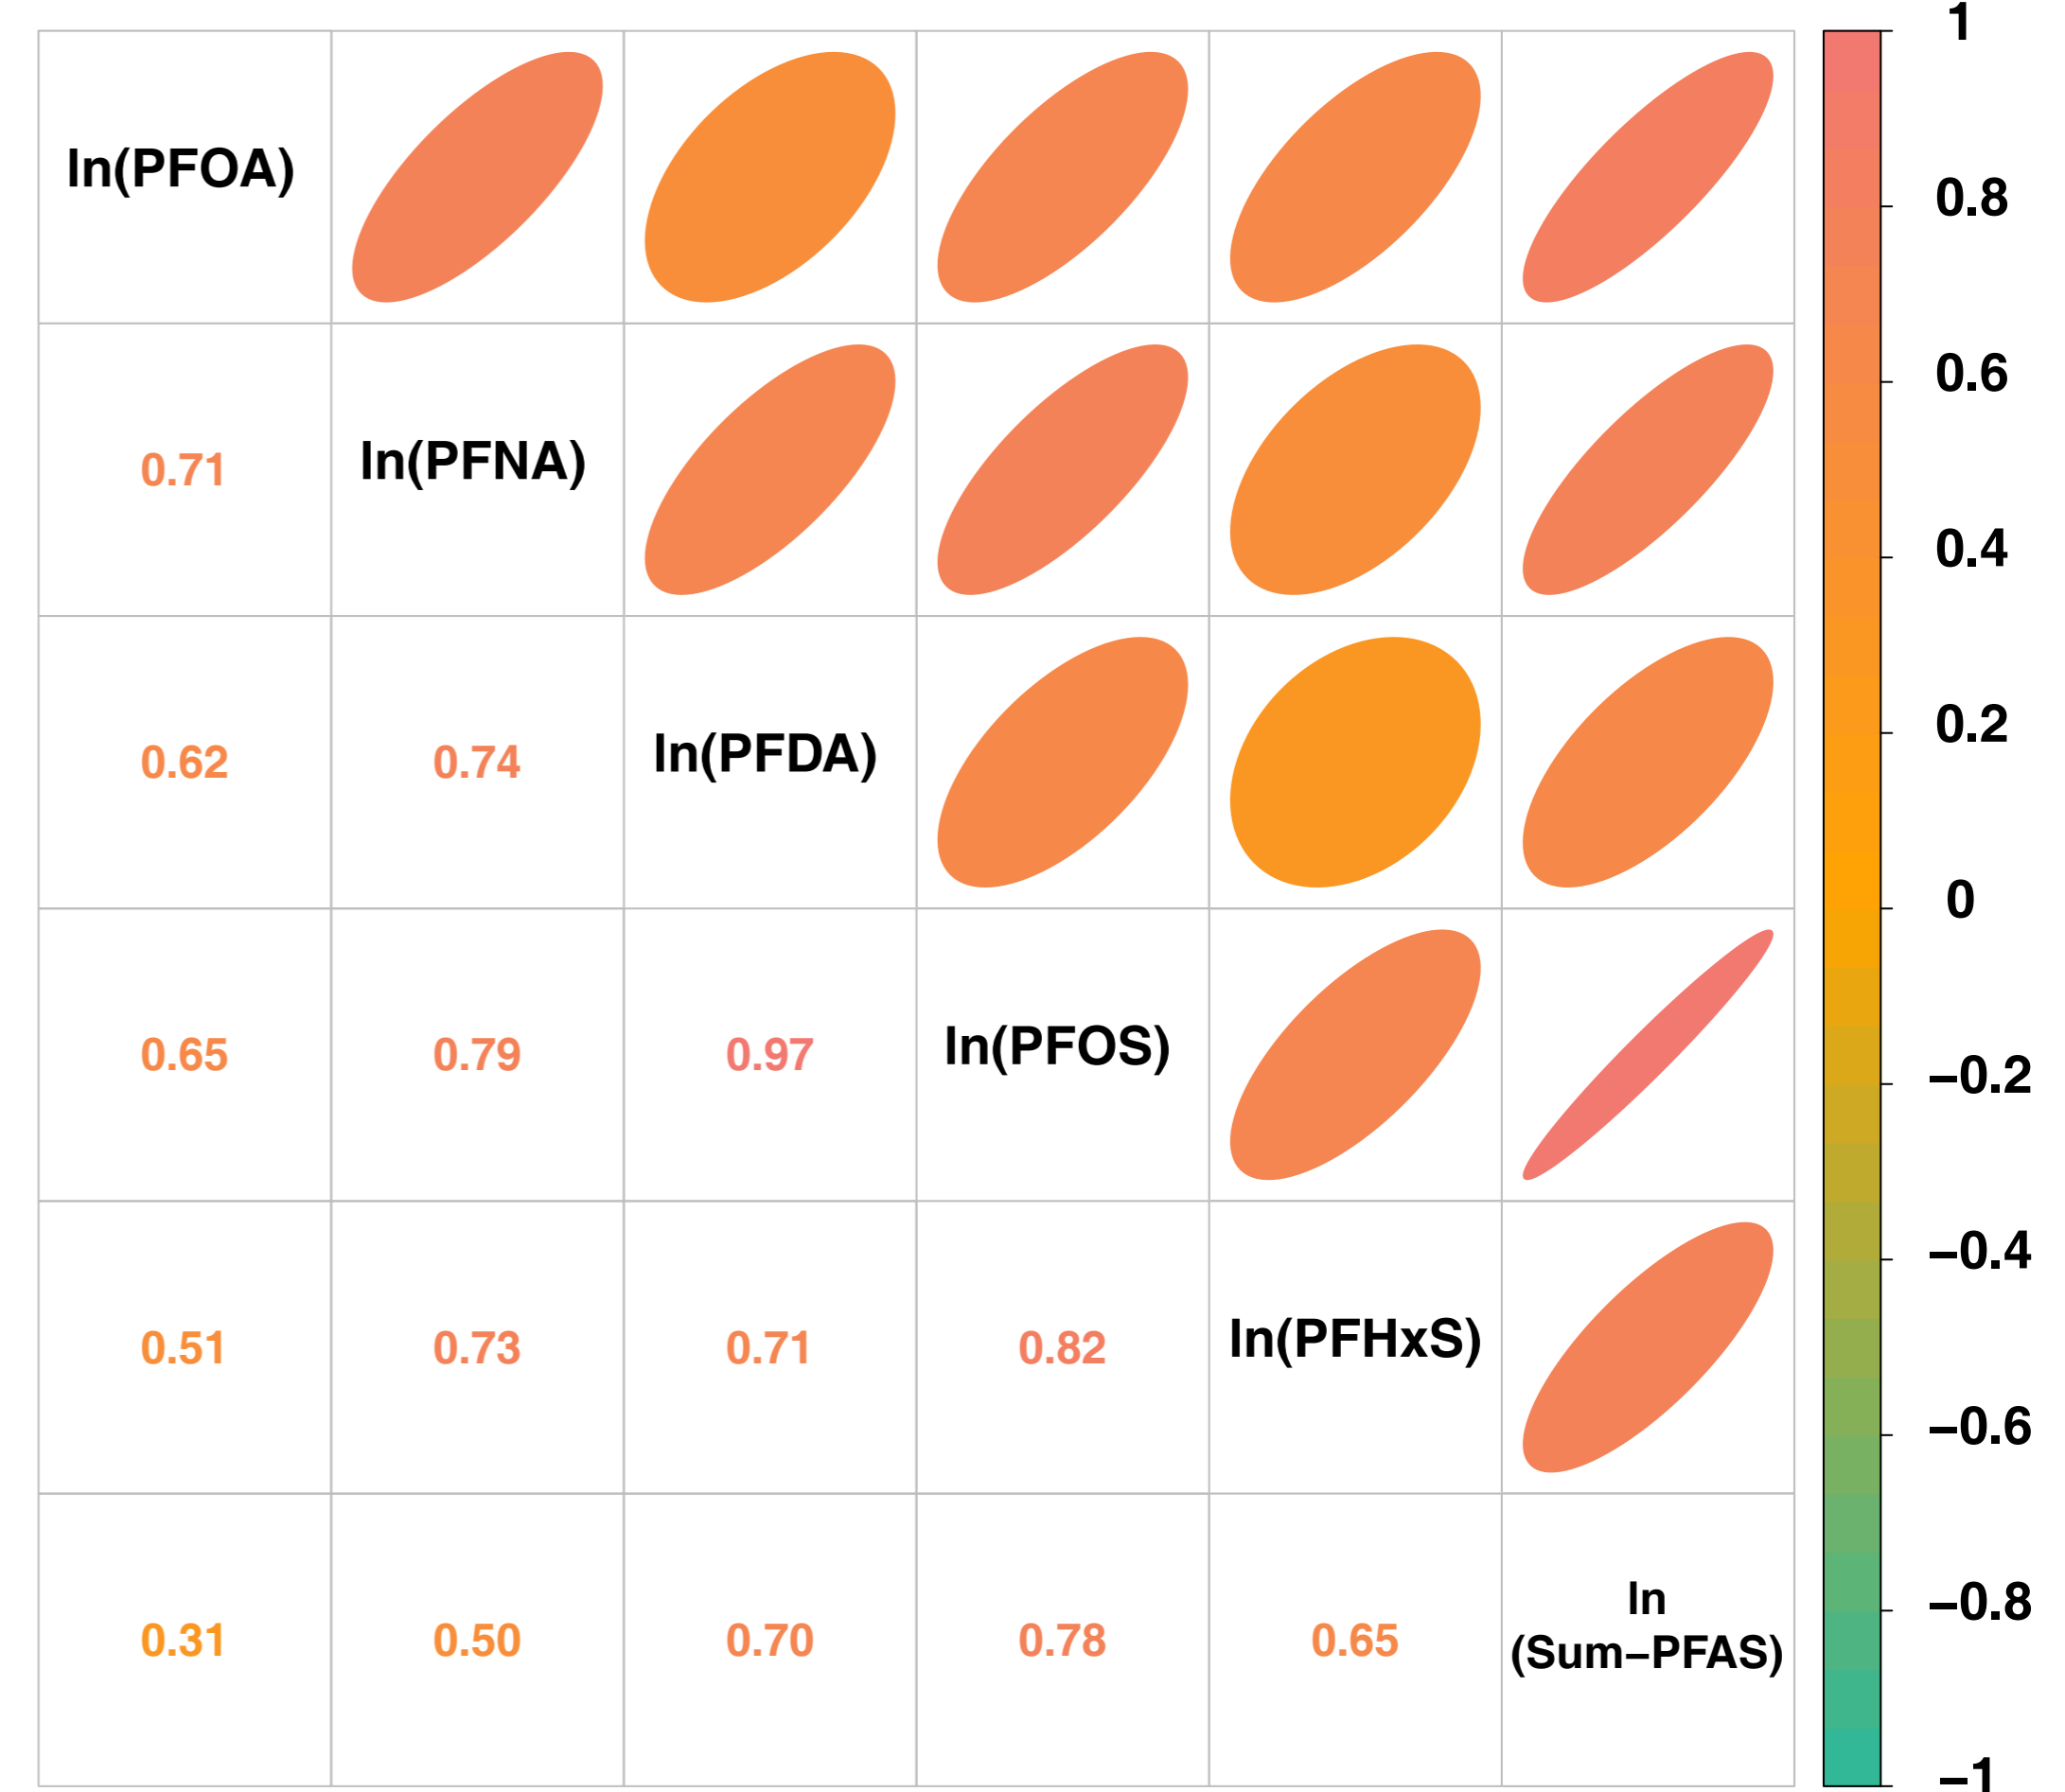 1
ln(PFOA)
0.8
0.6
0.71 ln(PFNA)
0.4
0.62 0.74 ln(PFDA)
0.2
0
0.65 0.79 0.97 ln(PFOS)
−0.2
−0.4
0.51 0.73 0.71 0.82 ln(PFHxS)
−0.6
−0.8
0.31 0.50 0.70 0.78 0.65 ln
(Sum−PFAS)
−1